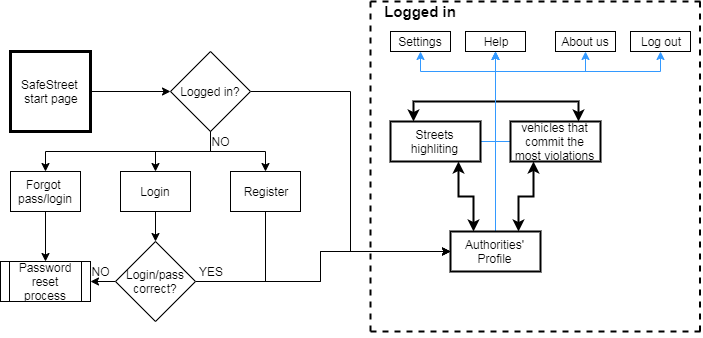 Logged in
Settings
Help
About us
Log out
SafeStreet
start page
Logged in?
NO
Streets
highliting
vehicles that
commit the
most violations
Forgot
pass/login
Login
Register
Authorities'
Profile
Password
reset
process
NO
Login/pass
correct?
YES